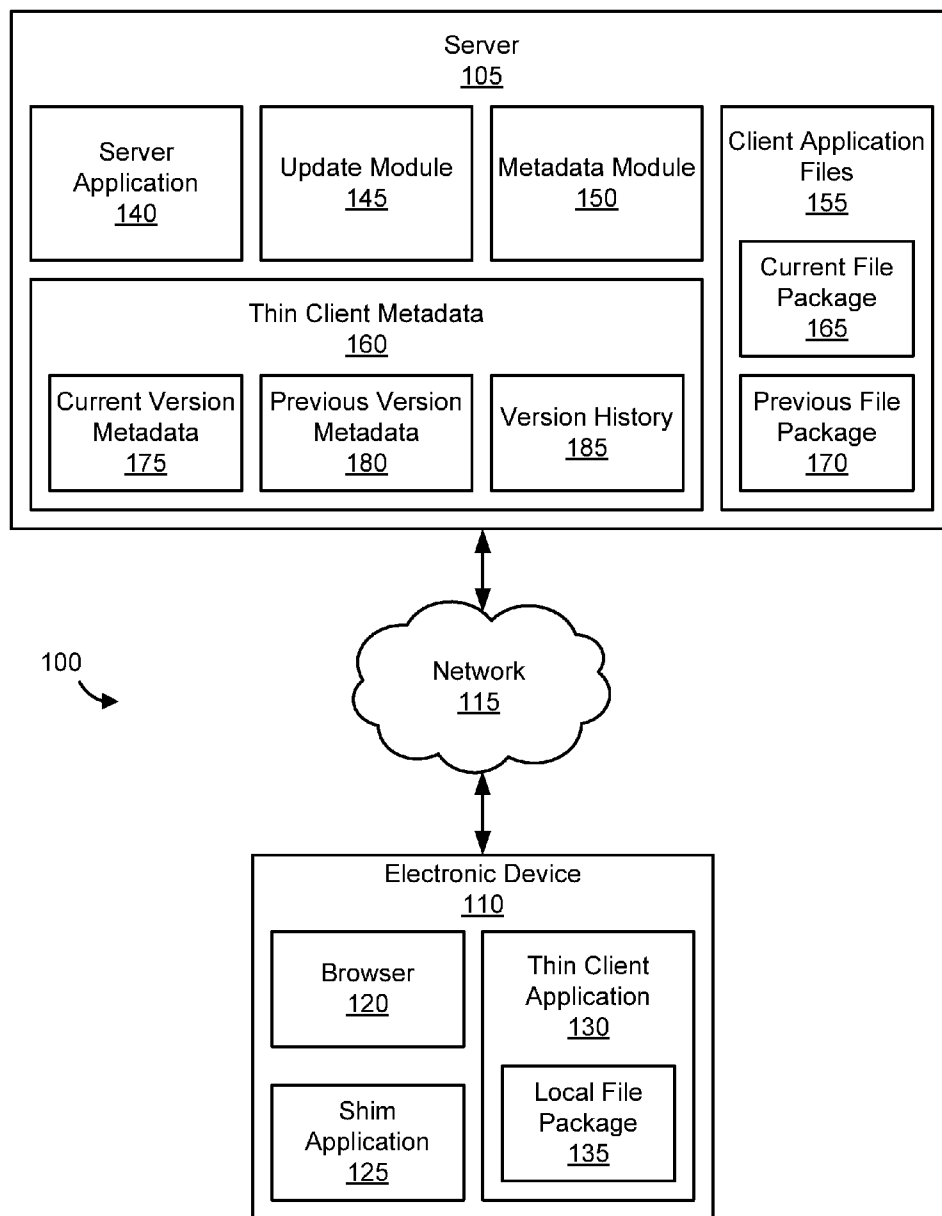 Server
105
Server
Application
140
Update Module
145
Metadata Module
150
Client Application
Files
155
Current File
Package
165
Previous File
Package
170
Thin Client Metadata
160
Current Version
Metadata
175
Previous Version
Metadata
180
Version History
185
100
Network
115
Electronic Device
110
Browser
120
Shim
Application
125
Thin Client
Application
130
Local File
Package
135